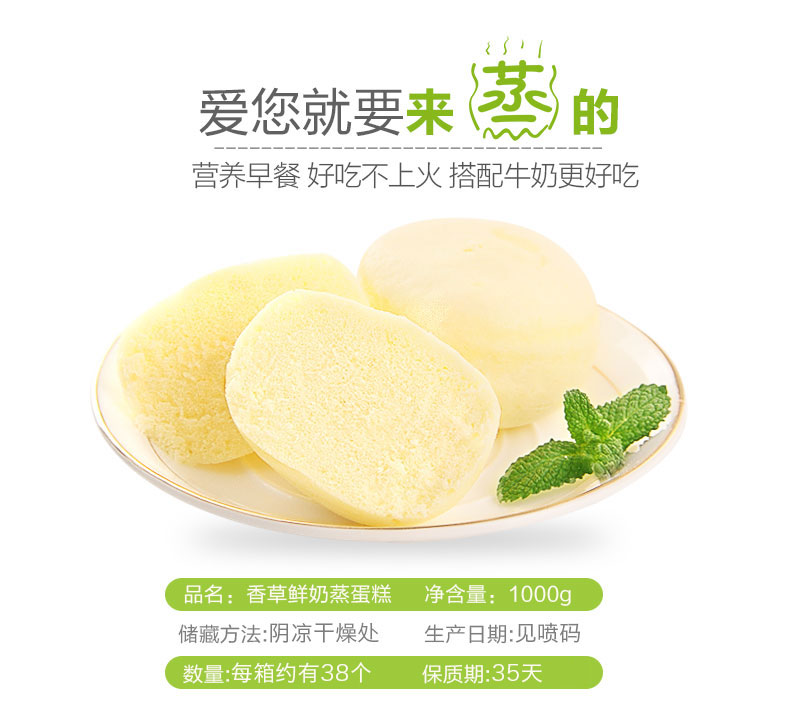 爱您就要来蒸的
营养早餐 好吃不上火 搭配牛奶更好吃
品名：香草鲜奶蒸蛋糕 净含量：1000g
储藏方法:阴凉干燥处 生产日期:见喷码
数量:每箱约有38个 保质期:35天